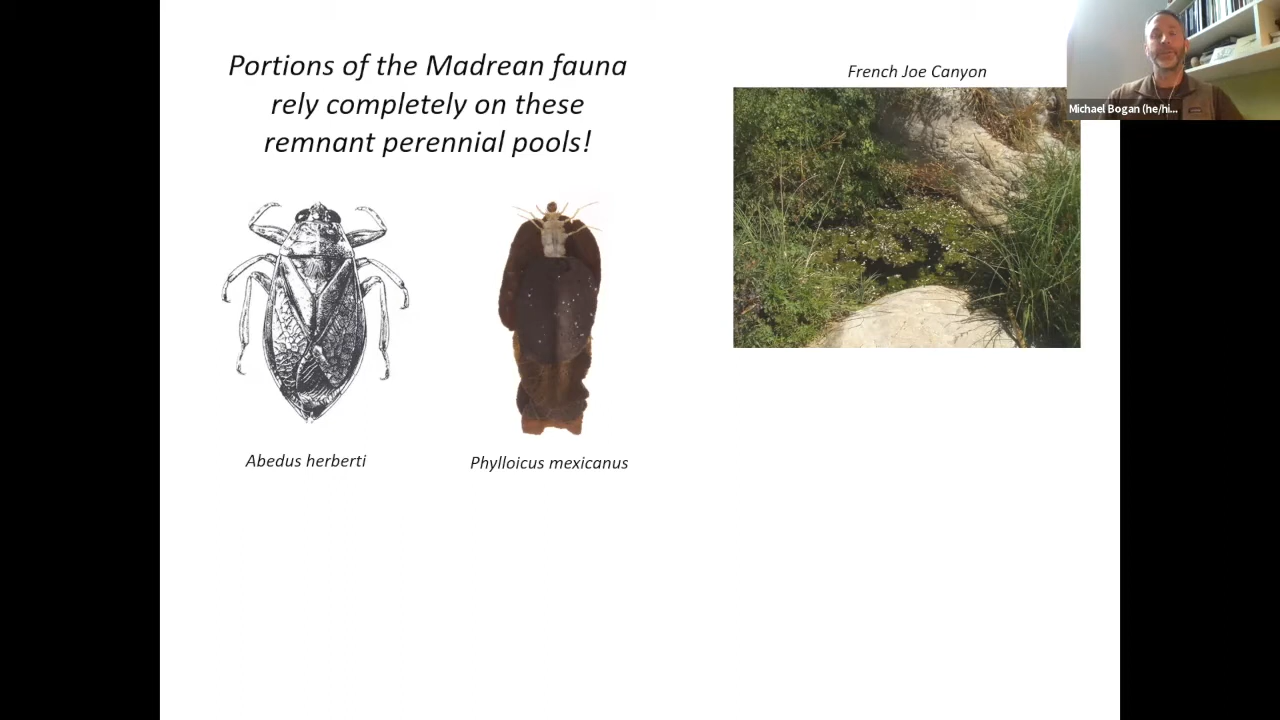 Portions of the Madrean fauna
rely completely on these
remnant perennial pools!
French Joe Canyon
Michael Bogan (he/hi...
Abedus herberti
Phylloicus mexicanus